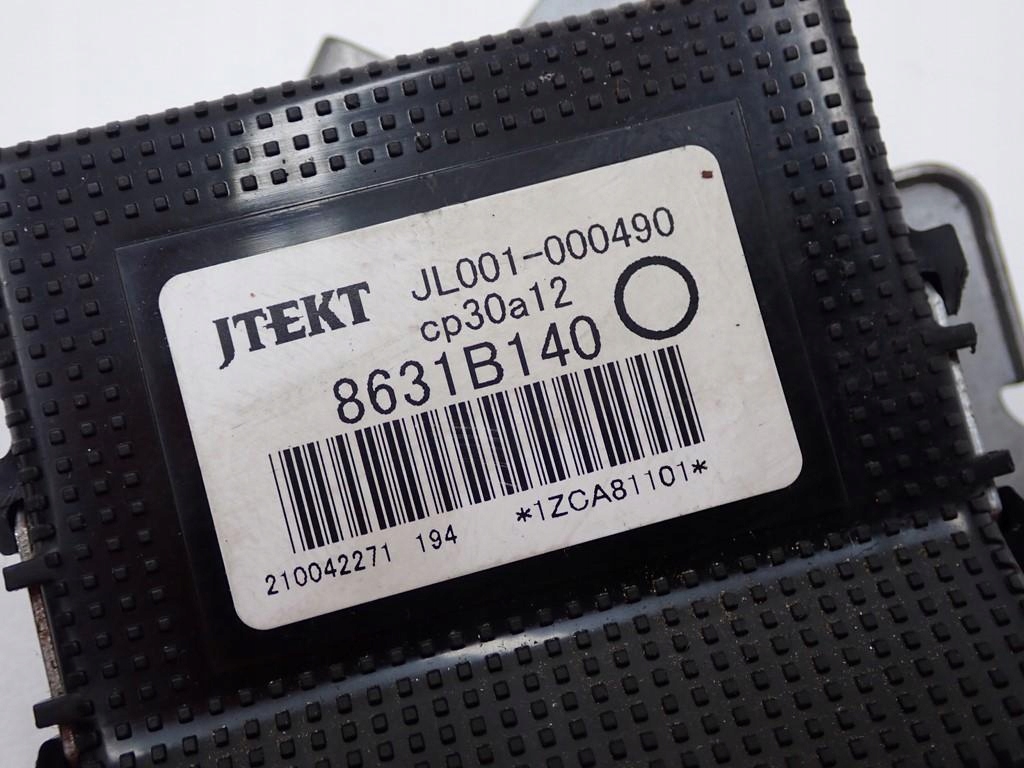 JTEKT
JL001-000490
cp30a12
8631B140
210042271 194 *1ZCA81101*